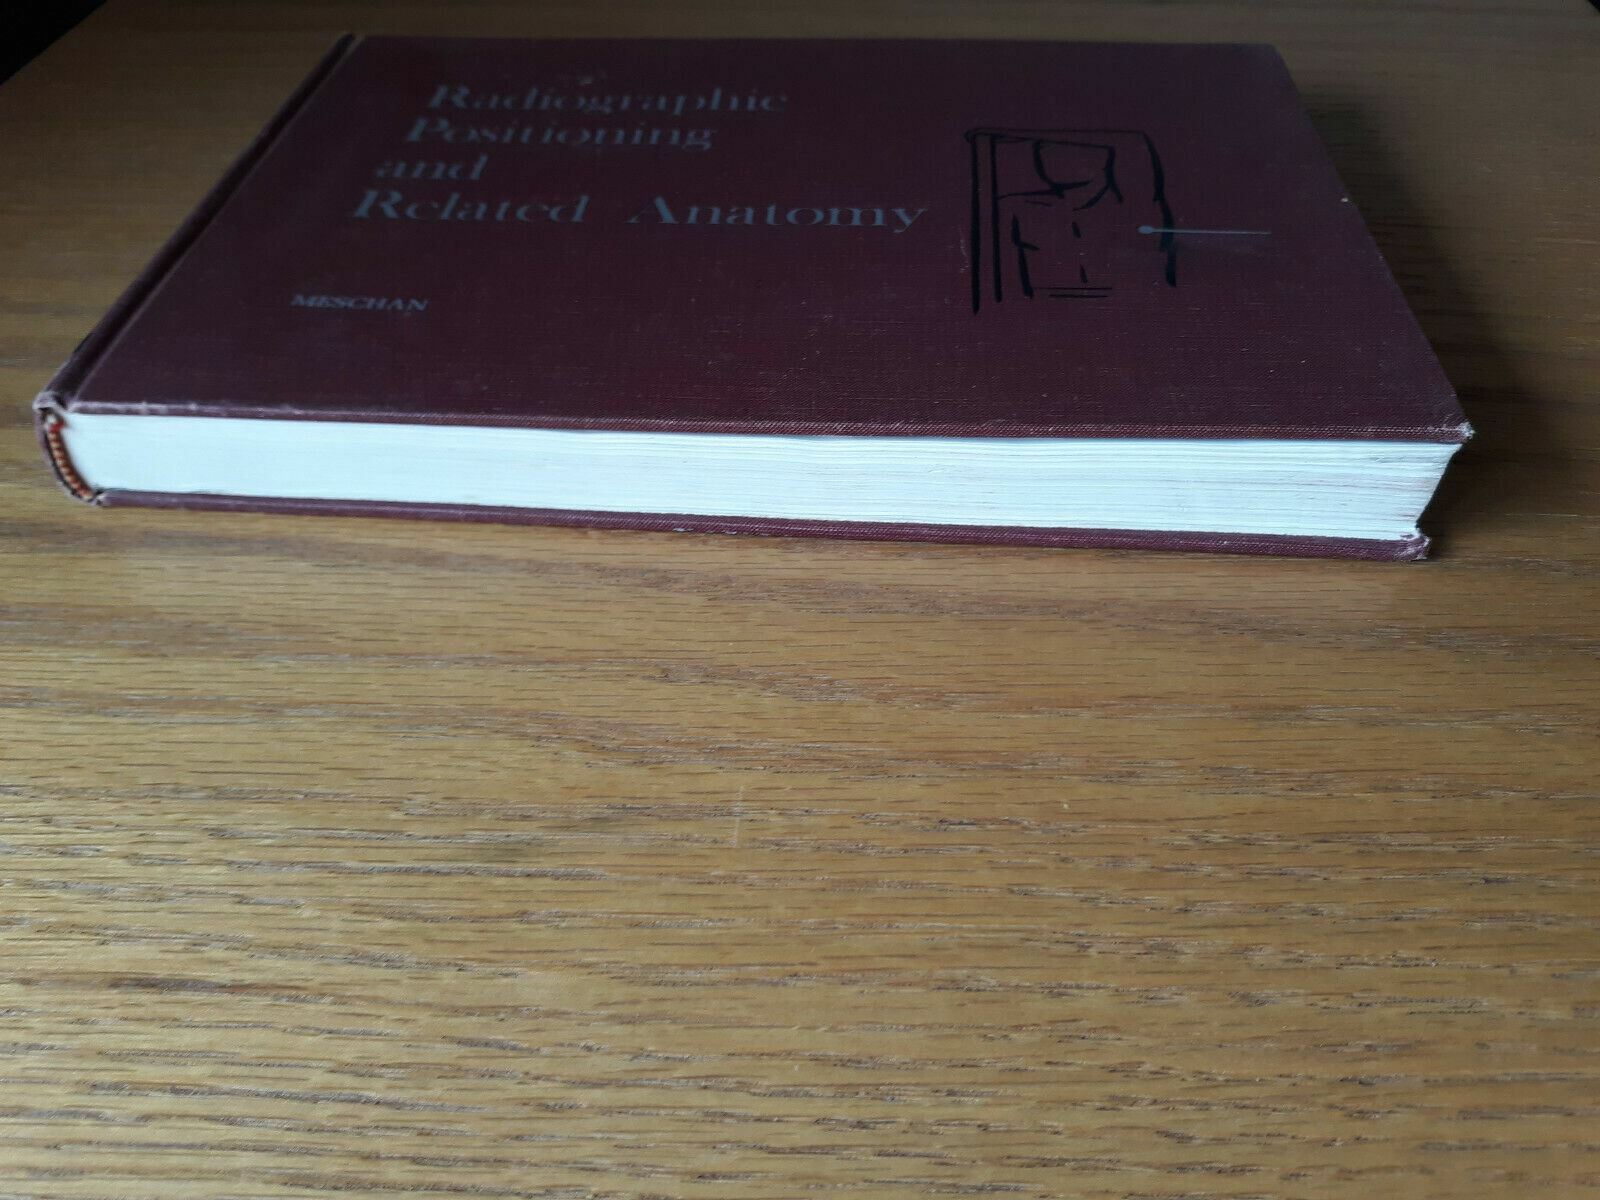 Radiographic
Positioning
and
Related Anatomy
MESCHAN